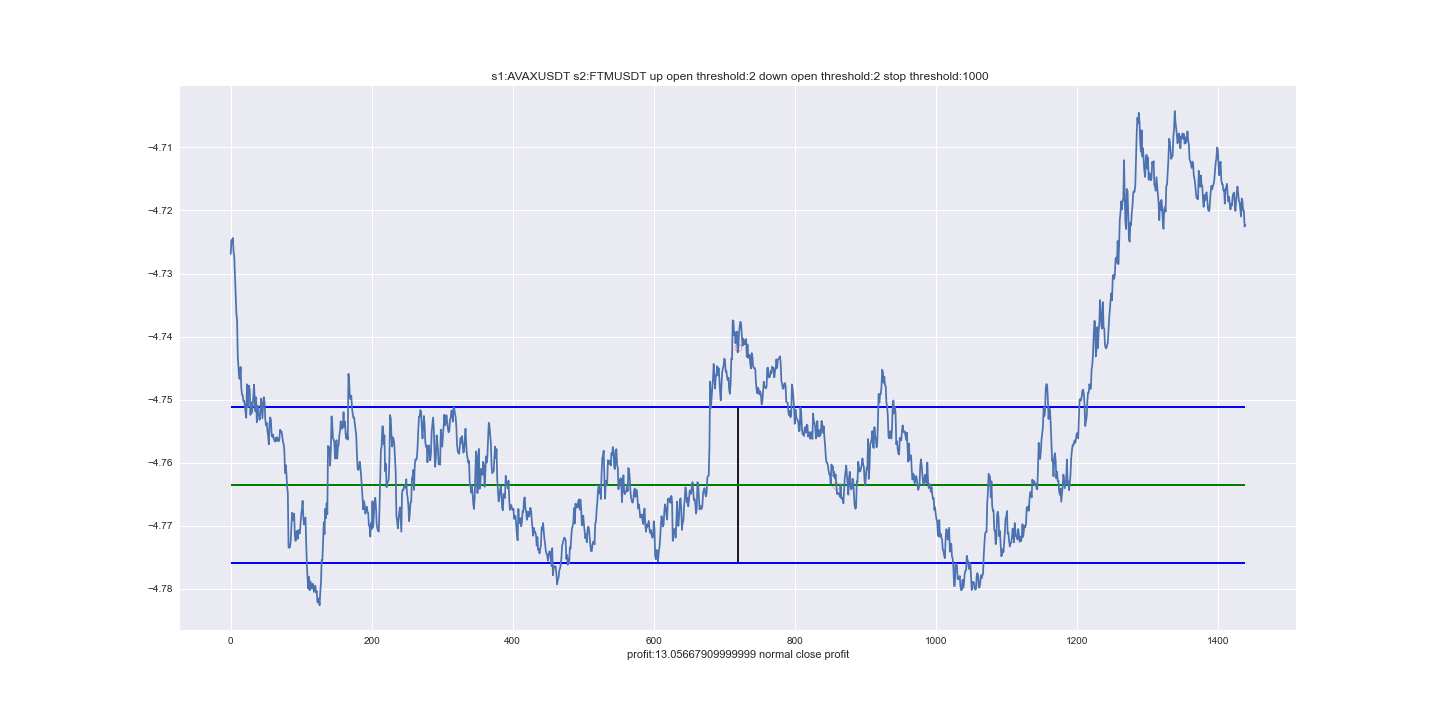 s1:AVAXUSDT s2:FTMUSDT up open threshold:2 down open threshold:2 stop threshold:1000
−4.71
−4.72
−4.73
−4.74
−4.75
−4.76
−4.77
−4.78
0 200 400 600 800 1000 1200 1400
profit:13.05667909999999 normal close profit